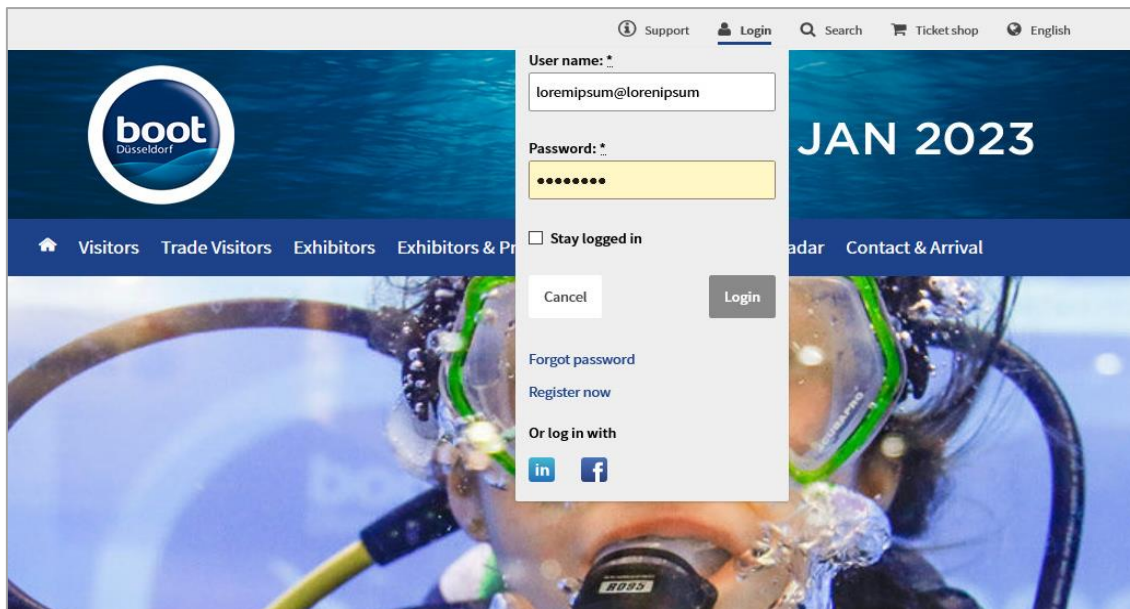 Support Login Search Ticket shop English
User name: *
loremipsum@lorenipsum
boot
Düsseldorf
JAN 2023
Password: *
Visitors Trade Visitors Exhibitors Exhibitors & Pr adar Contact & Arrival
Stay logged in
Cancel Login
Forgot password
Register now
Or log in with
in f
SCUBAPRO
R095